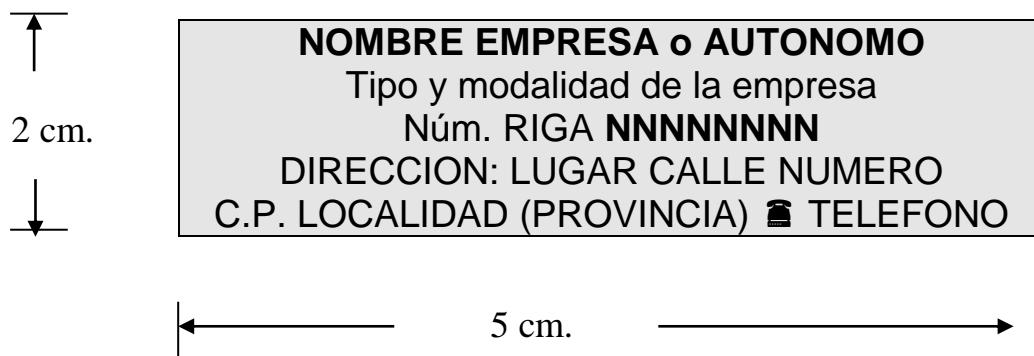 NOMBRE EMPRESA o AUTONOMO
Tipo y modalidad de la empresa
2 cm.
Núm. RIGA NNNNNNNN
DIRECCION: LUGAR CALLE NUMERO
C.P. LOCALIDAD (PROVINCIA) ☎ TELEFONO
5 cm.